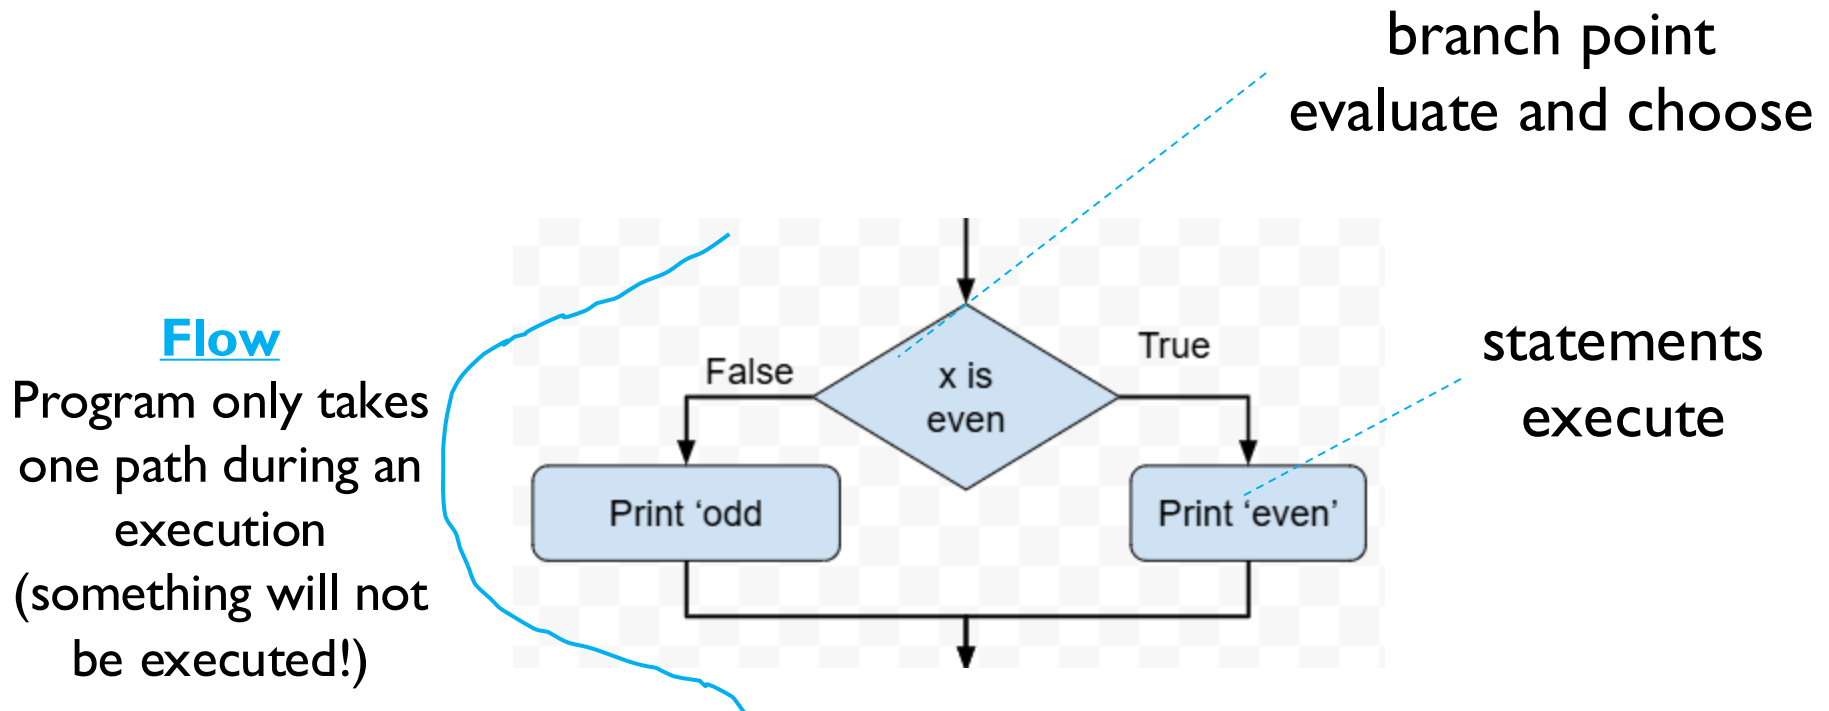 branch point
evaluate and choose
Flow
Program only takes
one path during an
execution
(something will not
be executed!)
False
True
x is
even
statements
execute
Print ‘odd
Print ‘even’